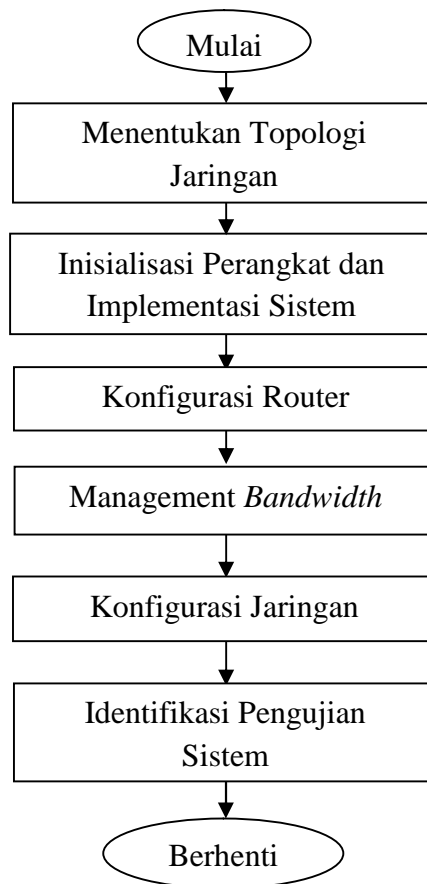 Mulai
Menentukan Topologi
Jaringan
Inisialisasi Perangkat dan
Implementasi Sistem
Konfigurasi Router
Management Bandwidth
Konfigurasi Jaringan
Identifikasi Pengujian
Sistem
Berhenti